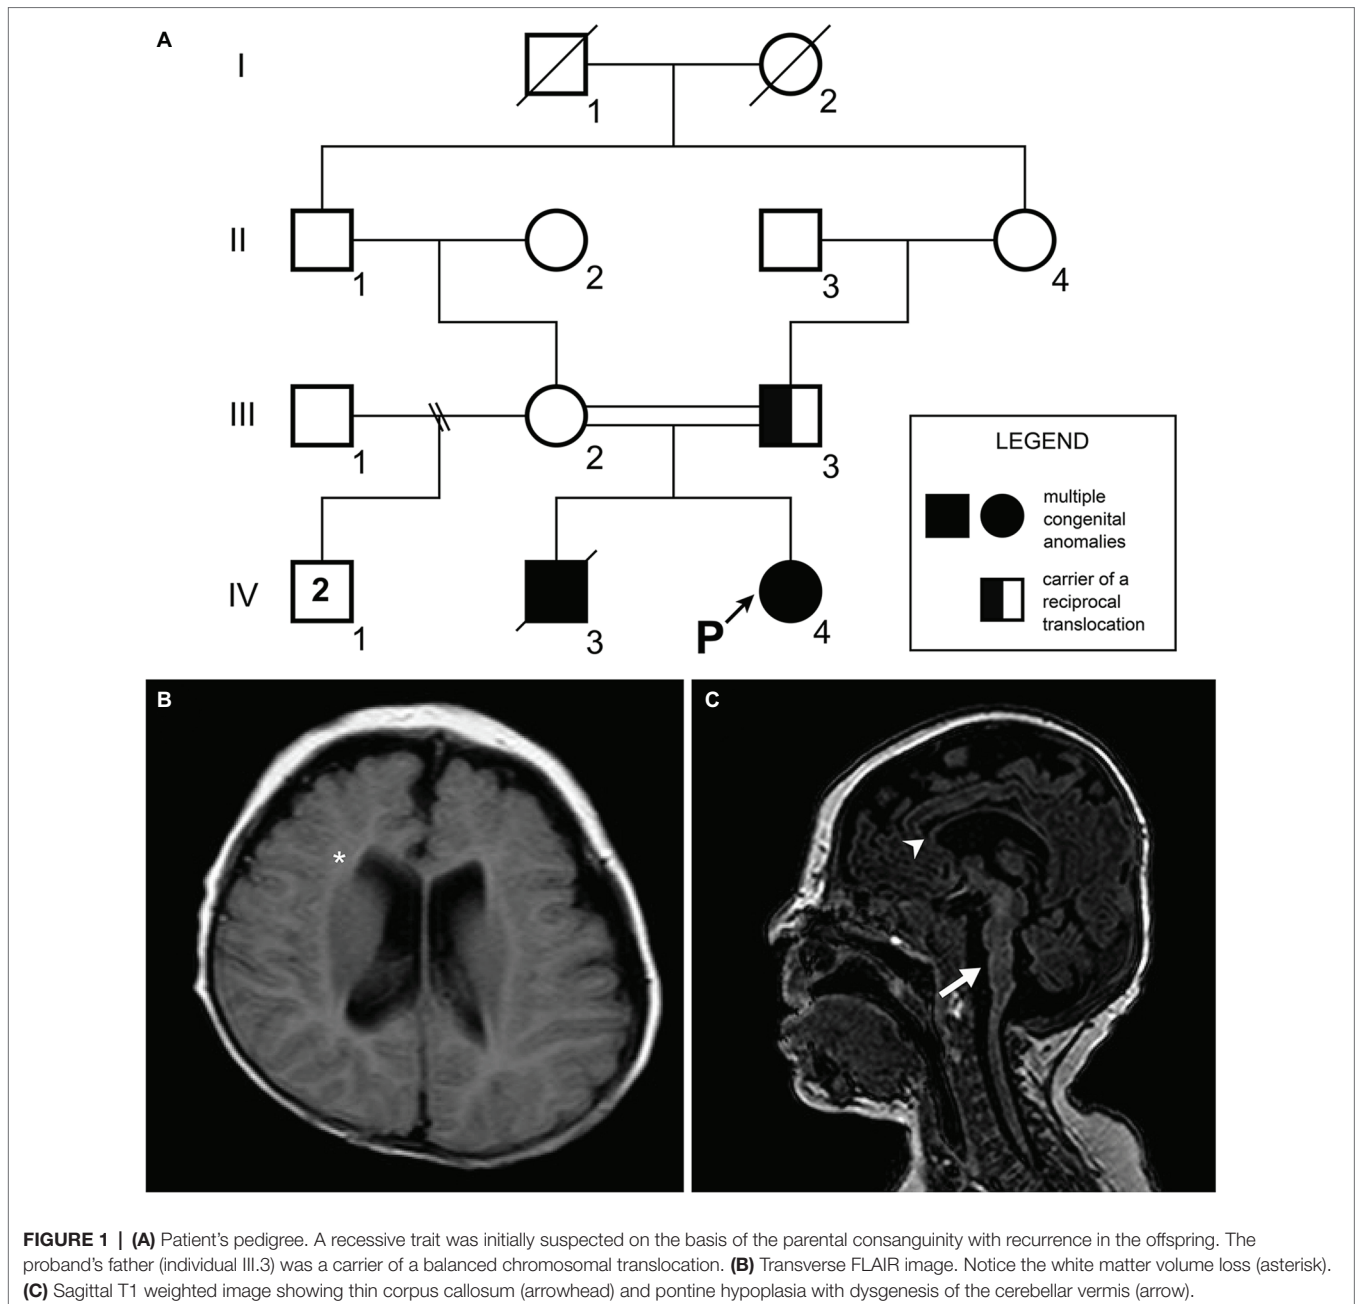 A
I
1
2
II
1
2
3
4
III
1
2
3
LEGEND
multiple
congenital
anomalies
carrier of a
reciprocal
translocation
IV
2
1
3
P
4
B
*
C
FIGURE 1 | (A) Patient's pedigree. A recessive trait was initially suspected on the basis of the parental consanguinity with recurrence in the offspring. The
proband's father (individual III.3) was a carrier of a balanced chromosomal translocation. (B) Transverse FLAIR image. Notice the white matter volume loss (asterisk).
(C) Sagittal T1 weighted image showing thin corpus callosum (arrowhead) and pontine hypoplasia with dysgenesis of the cerebellar vermis (arrow).